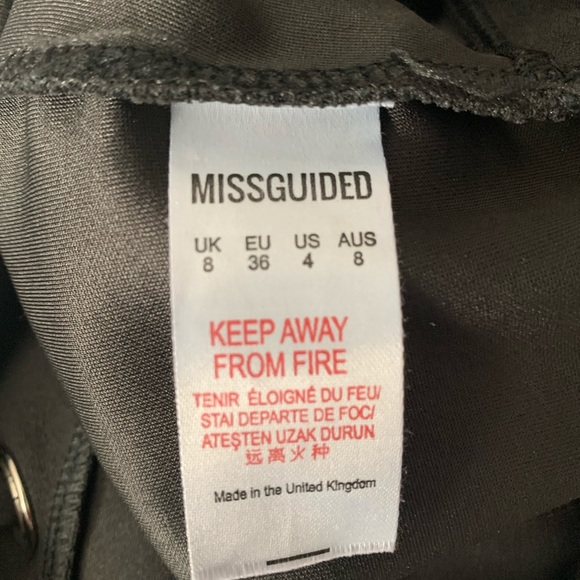 MISSGUIDED
UK EU US AUS
8 36 4 8
KEEP AWAY
FROM FIRE
TENIR ÉLOIGNÉ DU FEU/
STAI DEPARTE DE FOC/
ATEŞTEN UZAK DURUN
远离火种
Made in the United Kingdom